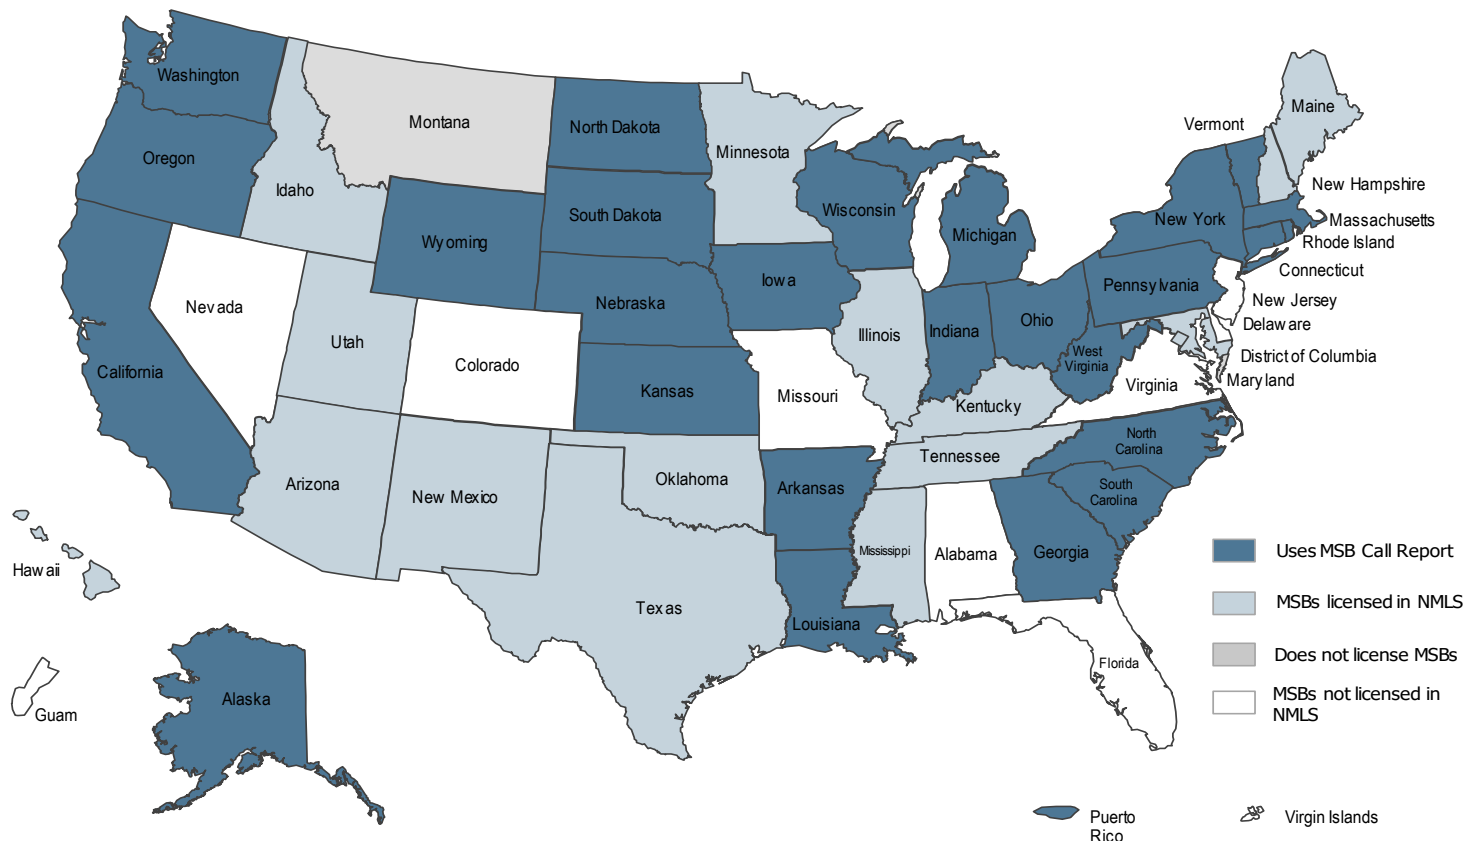 Washington
Montana
North Dakota
Minnesota
Maine
Vermont
Oregon
Idaho
Wyoming
South Dakota
Wisconsin
Michigan
New York
New Hampshire
Massachusetts
Rhode Island
Connecticut
Nevada
Utah
Colorado
Nebraska
Iowa
Illinois
Indiana
Ohio
Pennsylvania
New Jersey
Delaware
District of Columbia
Maryland
California
Kansas
Missouri
Kentucky
West
Virginia
Virginia
Arizona
New Mexico
Oklahoma
Arkansas
Tennessee
North
Carolina
South
Carolina
Hawaii
Texas
Louisiana
Mississippi
Alabama
Georgia
Florida
Guam
Alaska
Uses MSB Call Report
MSBs licensed in NMLS
Does not license MSBs
MSBs not licensed in
NMLS
Puerto
Rico
Virgin Islands